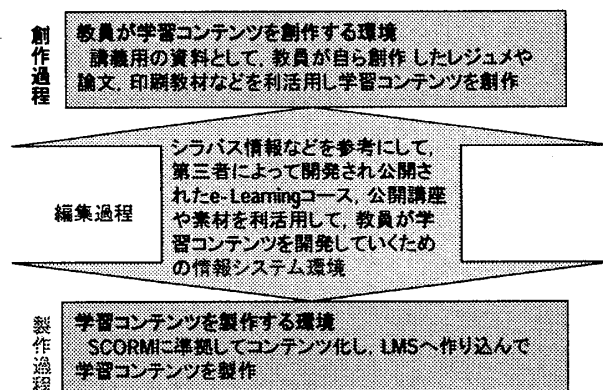 創作過程
教員が学習コンテンツを創作する環境
講義用の資料として，教員が自ら創作したレジュメや
論文，印刷教材などを利活用し学習コンテンツを創作
編集過程
シラバス情報などを参考にして，
第三者によって開発され公開さ
れたe-Learningコース，公開講座
や素材を利活用して，教員が学
習コンテンツを開発していくため
の情報システム環境
製作過程
学習コンテンツを製作する環境
SCORMに準拠してコンテンツ化し，LMSへ作り込んで
学習コンテンツを製作